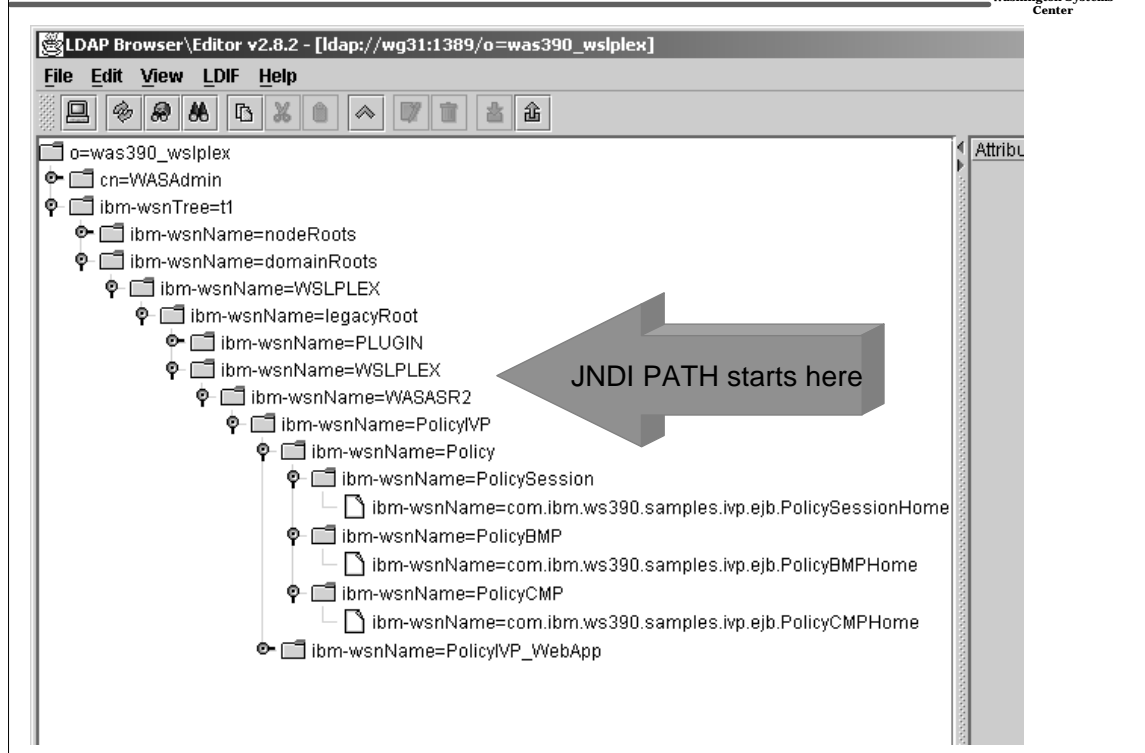 Center
LDAP Browser\Editor v2.8.2 - [ldap://wg31:1389/o=was390_wslplex]
File Edit View LDIF Help
o=was390_wslplex
Attribu
cn=WASAdmin
ibm-wsnTree=t1
ibm-wsnName=nodeRoots
ibm-wsnName=domainRoots
ibm-wsnName=WSLPLEX
ibm-wsnName=legacyRoot
ibm-wsnName=PLUGIN
ibm-wsnName=WSLPLEX
JNDI PATH starts here
ibm-wsnName=WASASR2
ibm-wsnName=PolicyIVP
ibm-wsnName=Policy
ibm-wsnName=PolicySession
ibm-wsnName=com.ibm.ws390.samples.ivp.ejb.PolicySessionHome
ibm-wsnName=PolicyBMP
ibm-wsnName=com.ibm.ws390.samples.ivp.ejb.PolicyBMPHome
ibm-wsnName=PolicyCMP
ibm-wsnName=com.ibm.ws390.samples.ivp.ejb.PolicyCMPHome
ibm-wsnName=PolicyIVP_WebApp